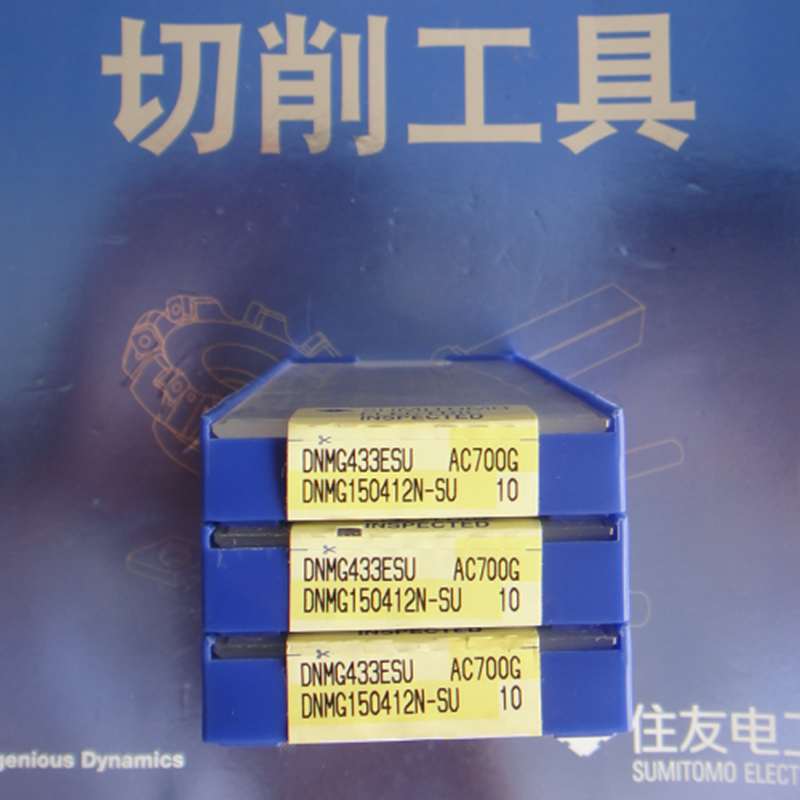 切削工具
INSPECTED
DNMG433ESU AC700G
DNMG150412N-SU 10
INSPECTED
DNMG433ESU AC700G
DNMG150412N-SU 10
INSPECTED
DNMG433ESU AC700G
DNMG150412N-SU 10
住友电工
genious Dynamics
SUMITOMO ELECT